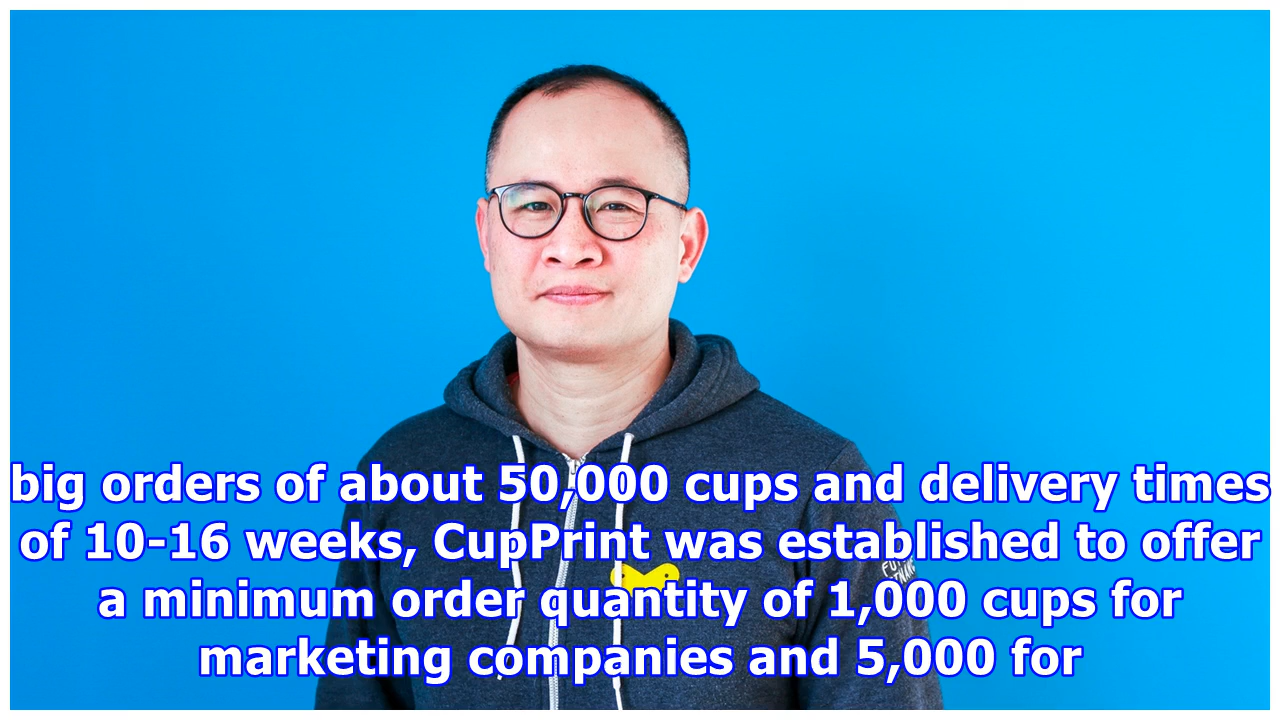 big orders of about 50,000 cups and delivery times
of 10-16 weeks, CupPrint was established to offer
a minimum order quantity of 1,000 cups for
marketing companies and 5,000 for